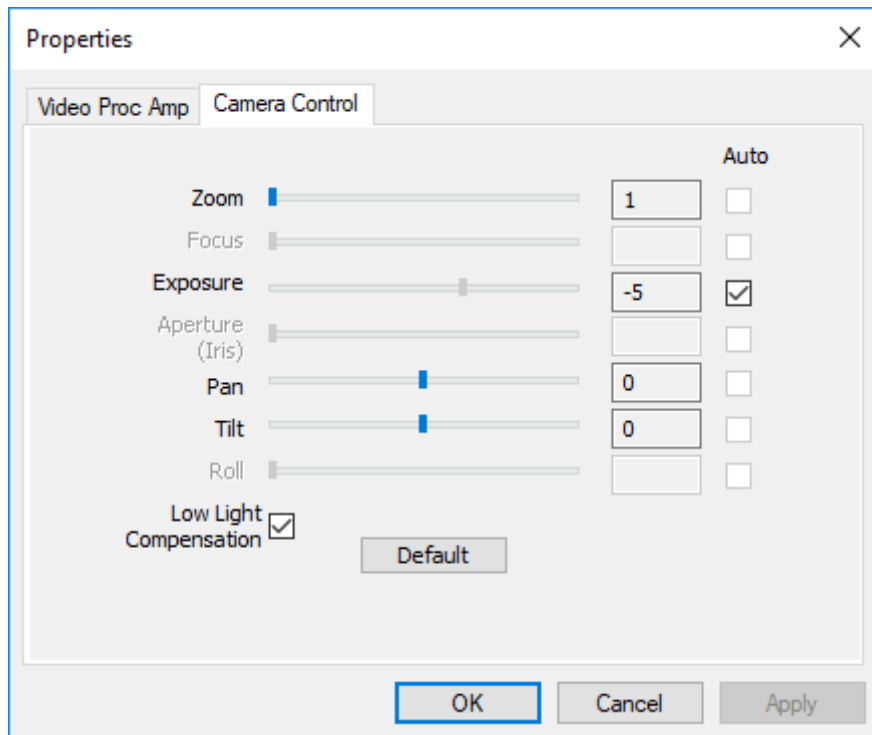 Properties
Video Proc Amp Camera Control
Auto
Zoom 1
Focus
Exposure -5
Aperture
(Iris)
Pan 0
Tilt 0
Roll
Low Light
Compensation
Default
OK Cancel Apply